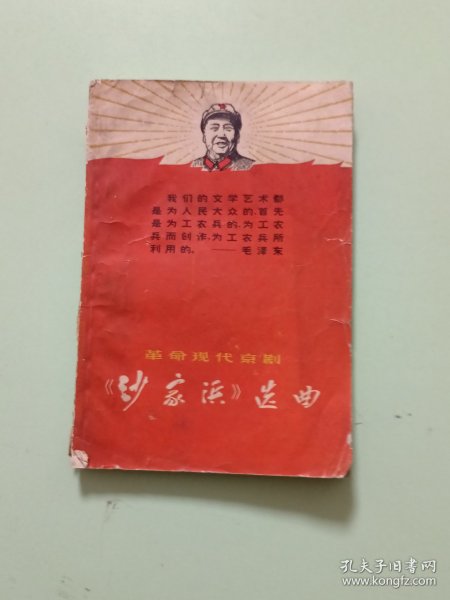 我们的文学艺术都
是为人民大众的，首先
是为工农兵的，为工农
兵而创作，为工农兵所
利用的。 ——毛泽东
革命现代京剧
《沙家浜》选曲
孔夫子旧书网
www.kongfz.com